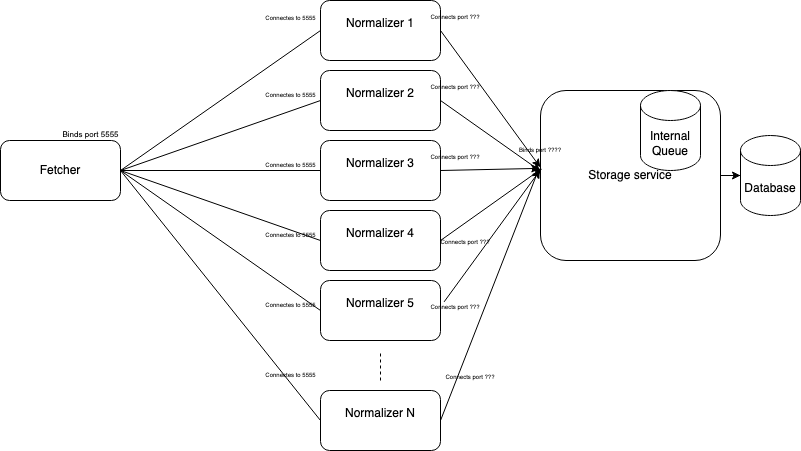 Connectes to 5555
Normalizer 1
Connects port ???
Connectes to 5555
Normalizer 2
Connects port ???
Binds port 5555
Fetcher
Connectes to 5555
Normalizer 3
Connects port ???
Binds port ????
Internal
Queue
Storage service
Database
Connectes to 5555
Normalizer 4
Connects port ???
Connectes to 5555
Normalizer 5
Connects port ???
Connectes to 5555
Normalizer N
Connects port ???